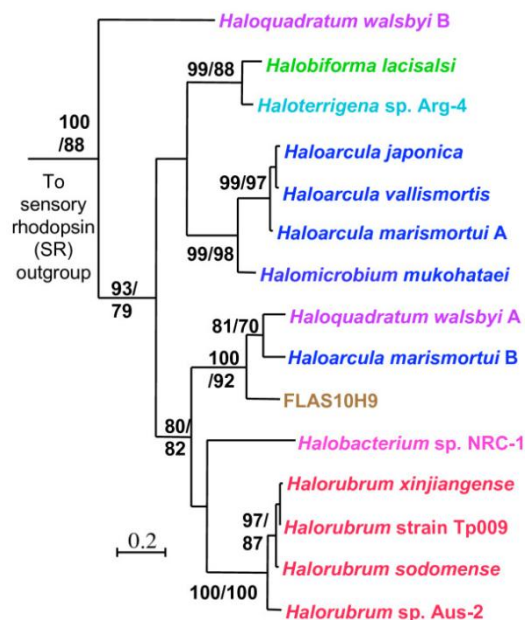 Haloquadratum walsbyi B
99/88
Halobiforma lacisalsi
Haloterrigena sp. Arg-4
100
/88
To
sensory
rhodopsin
(SR)
outgroup
Haloarcula japonica
99/97
Haloarcula vallismortis
Haloarcula marismortui A
99/98
Halomicrobium mukohataei
93/
79
81/70
Haloquadratum walsbyi A
100
/92
Haloarcula marismortui B
FLAS10H9
80/
82
Halobacterium sp. NRC-1
Halorubrum xinjiangense
97/
87
Halorubrum strain Tp009
0.2
Halorubrum sodomense
100/100
Halorubrum sp. Aus-2